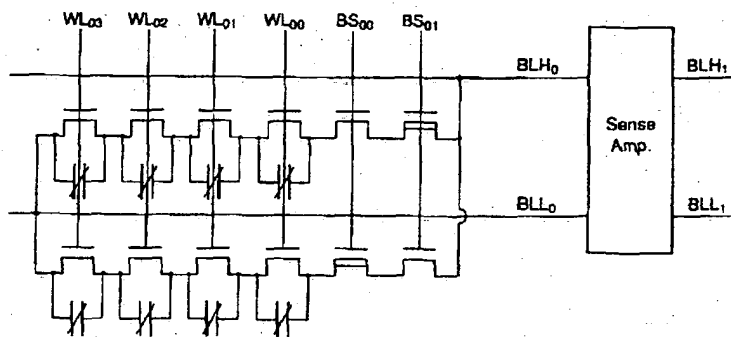 WL03 WL02 WL01 WL00 BS00 BS01
BLH0 BLH1
Sense
Amp.
BLL0 BLL1